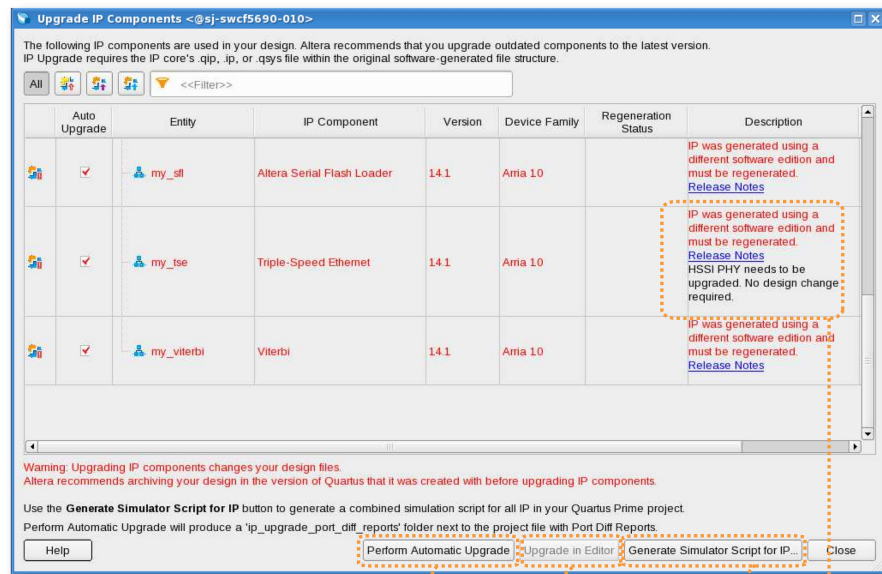 Upgrade IP Components <@sj-swcf5690-010>
The following IP components are used in your design. Altera recommends that you upgrade outdated components to the latest version.
IP Upgrade requires the IP core's .qip, .ip, or .qsys file within the original software-generated file structure.
All
<<Filter>>
Auto Upgrade Entity IP Component Version Device Family Regeneration Status Description
my_sfl Altera Serial Flash Loader 14.1 Arria 10
IP was generated using a
different software edition and
must be regenerated.
Release Notes
my_tse Triple-Speed Ethernet 14.1 Arria 10
IP was generated using a
different software edition and
must be regenerated.
Release Notes
HSSI PHY needs to be
upgraded. No design change
required.
my_viterbi Viterbi 14.1 Arria 10
IP was generated using a
different software edition and
must be regenerated.
Release Notes
Warning: Upgrading IP components changes your design files.
Altera recommends archiving your design in the version of Quartus that it was created with before upgrading IP components.
Use the Generate Simulator Script for IP button to generate a combined simulation script for all IP in your Quartus Prime project.
Perform Automatic Upgrade will produce a 'ip_upgrade_port_diff_reports' folder next to the project file with Port Diff Reports.
Help Perform Automatic Upgrade Upgrade in Editor Generate Simulator Script for IP... Close